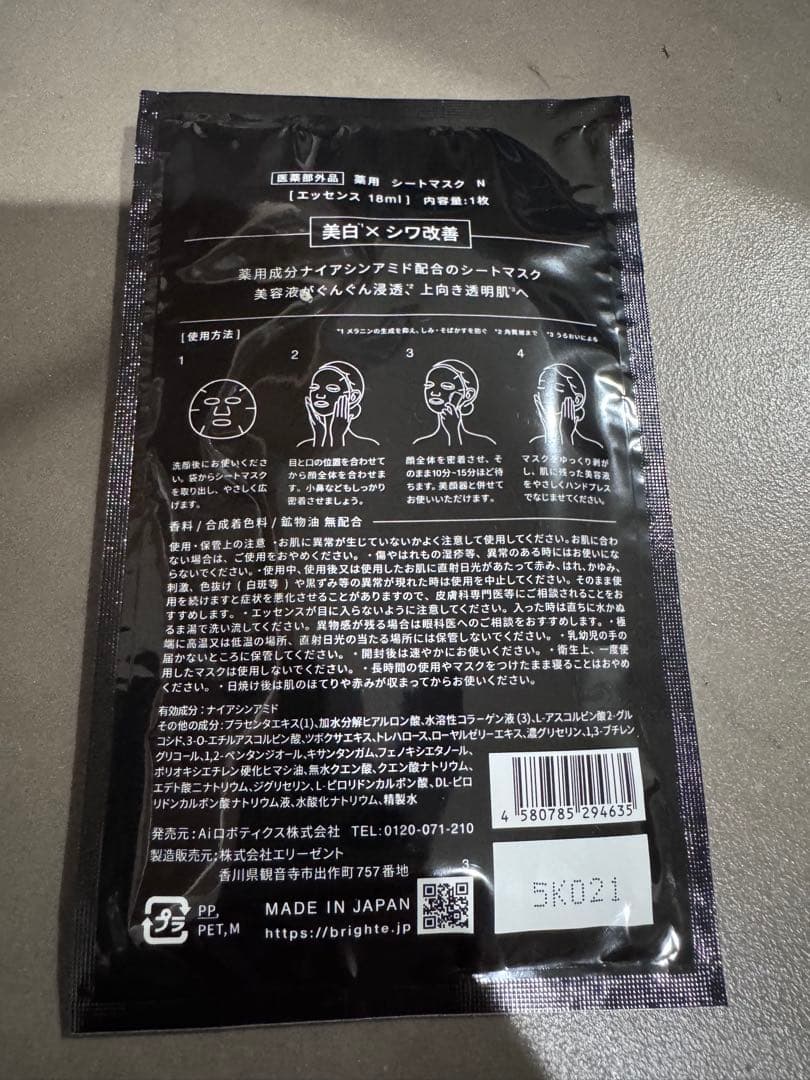 医薬部外品 薬用 シートマスク N
[エッセンス 18ml] 内容量:1枚
美白*1 × シワ改善
薬用成分ナイアシンアミド配合のシートマスク
美容液がぐんぐん浸透*2、上向き透明肌*3へ
*1 メラニンの生成を抑え、しみ・そばかすを防ぐ *2 角質層まで *3 うるおいによる
[使用方法]
1
洗顔後にお使いくださ
い。袋からシートマスク
を取り出し、やさしく広
げます。
2
目と口の位置を合わせて
から顔全体を合わせま
す。小鼻などもしっかり
密着させましょう。
3
顔全体を密着させ、そ
のまま10分~15分ほど待
ちます。美顔器と併せて
お使いいただけます。
4
マスクをゆっくり剥が
し、肌に残った美容液
をやさしくハンドプレス
でなじませてください。
香料/合成着色料/鉱物油 無配合
使用・保管上の注意 ・お肌に異常が生じていないかよく注意して使用してください。お肌に合わ
ない場合は、ご使用をおやめください。・傷やはれもの湿疹等、異常のある時にはお使いにな
らないでください。・使用中、使用後又は使用したお肌に直射日光があたって赤み、はれ、かゆみ、
刺激、色抜け(白斑等)や黒ずみ等の異常が現れた時は使用を中止してください。そのまま使
用を続けますと症状を悪化させることがありますので、皮膚科専門医等にご相談されることをお
すすめします。・エッセンスが目に入らないように注意してください。入った時は直ちに水かぬ
るま湯で洗い流してください。異物感が残る場合は眼科医へのご相談をおすすめします。・極
端に高温又は低温の場所、直射日光の当たる場所には保管しないでください。・乳幼児の手の
届かないところに保管してください。・開封後は速やかにお使いください。・衛生上、一度使
用したマスクは使用しないでください。・長時間の使用やマスクをつけたまま寝ることはおやめ
ください。・日焼け後は肌のほてりや赤みが収まってからお使いください。
有効成分:ナイアシンアミド
その他の成分:プラセンタエキス(1)、加水分解ヒアルロン酸、水溶性コラーゲン液(3)、L-アスコルビン酸2-グル
コシド、3-O-エチルアスコルビン酸、ツボクサエキス、トレハロース、ローヤルゼリーエキス、濃グリセリン、1,3-ブチレン
グリコール、1,2-ペンタンジオール、キサンタンガム、フェノキシエタノール、
ポリオキシエチレン硬化ヒマシ油、無水クエン酸、クエン酸ナトリウム、
エデト酸二ナトリウム、ジグリセリン、L-ピロリドンカルボン酸、DL-ピロ
リドンカルボン酸ナトリウム液、水酸化ナトリウム、精製水
発売元:Aiロボティクス株式会社 TEL:0120-071-210
製造販売元:株式会社エリーゼント
香川県観音寺市出作町757番地
4 580785 294635
3
5K021
プラ
PP,
PET,M
MADE IN JAPAN
https://brighte.jp